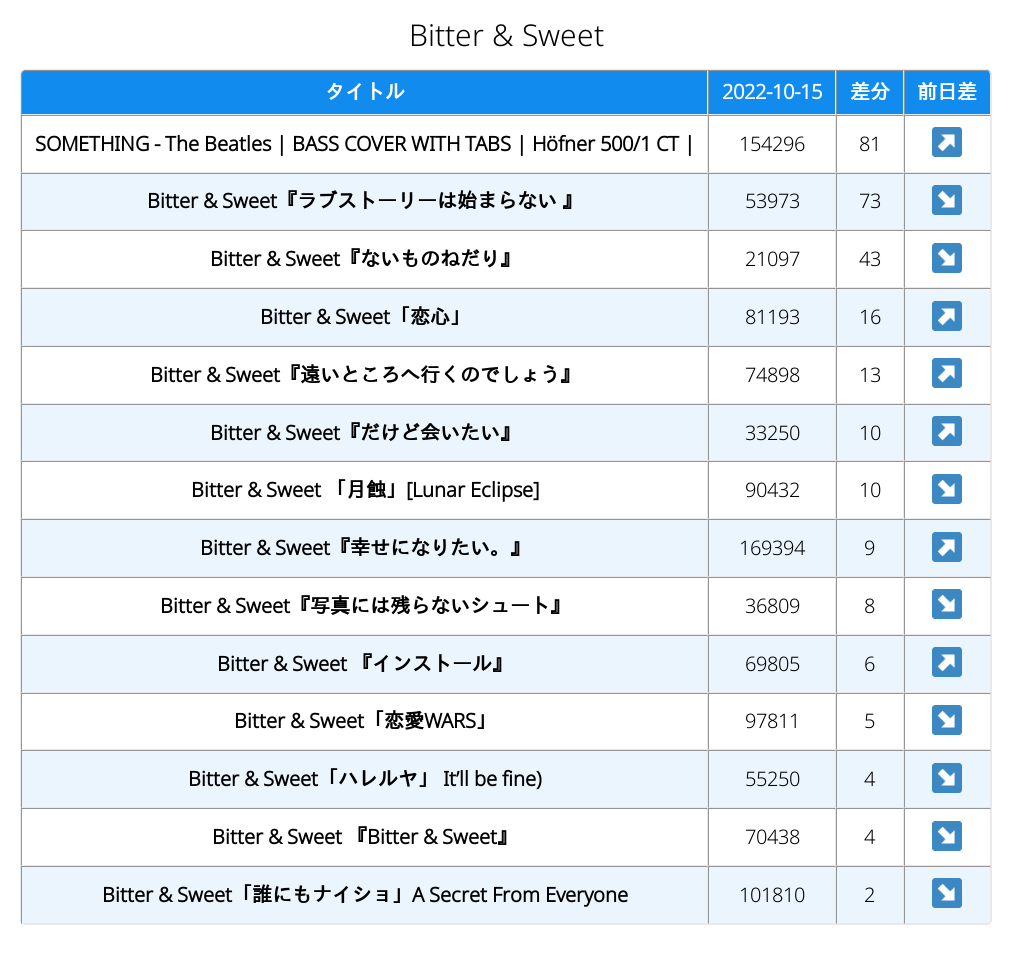 Bitter & Sweet
タイトル 2022-10-15 差分 前日差
SOMETHING - The Beatles | BASS COVER WITH TABS | Höfner 500/1 CT | 154296 81 ↗
Bitter & Sweet『ラブストーリーは始まらない 』 53973 73 ↘
Bitter & Sweet『ないものねだり』 21097 43 ↘
Bitter & Sweet「恋心」 81193 16 ↗
Bitter & Sweet『遠いところへ行くのでしょう』 74898 13 ↗
Bitter & Sweet『だけど会いたい』 33250 10 ↗
Bitter & Sweet 「月蝕」[Lunar Eclipse] 90432 10 ↘
Bitter & Sweet『幸せになりたい。』 169394 9 ↗
Bitter & Sweet『写真には残らないシュート』 36809 8 ↘
Bitter & Sweet 『インストール』 69805 6 ↗
Bitter & Sweet「恋愛WARS」 97811 5 ↘
Bitter & Sweet「ハレルヤ」 It'll be fine) 55250 4 ↘
Bitter & Sweet 『Bitter & Sweet』 70438 4 ↘
Bitter & Sweet「誰にもナイショ」A Secret From Everyone 101810 2 ↘